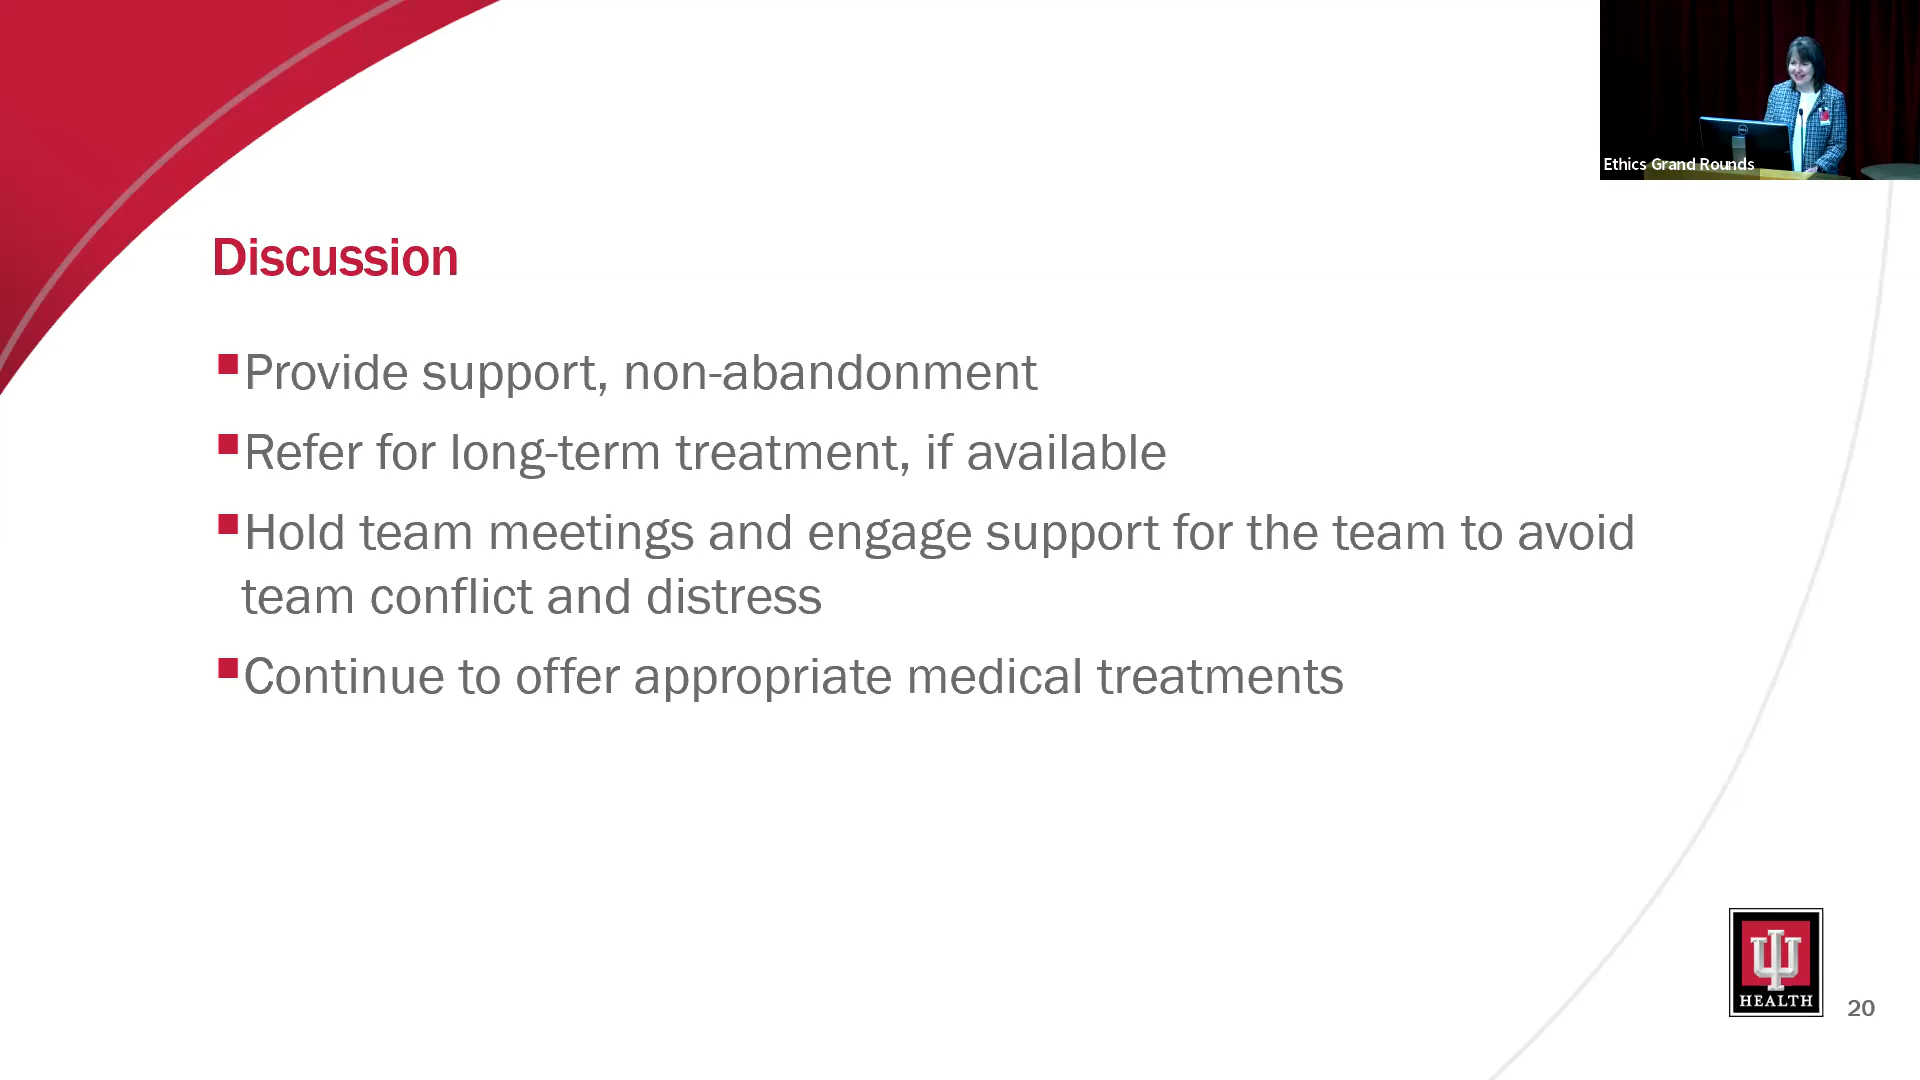 Ethics Grand Rounds
Discussion
Provide support, non-abandonment
Refer for long-term treatment, if available
Hold team meetings and engage support for the team to avoid
team conflict and distress
Continue to offer appropriate medical treatments
HEALTH
20